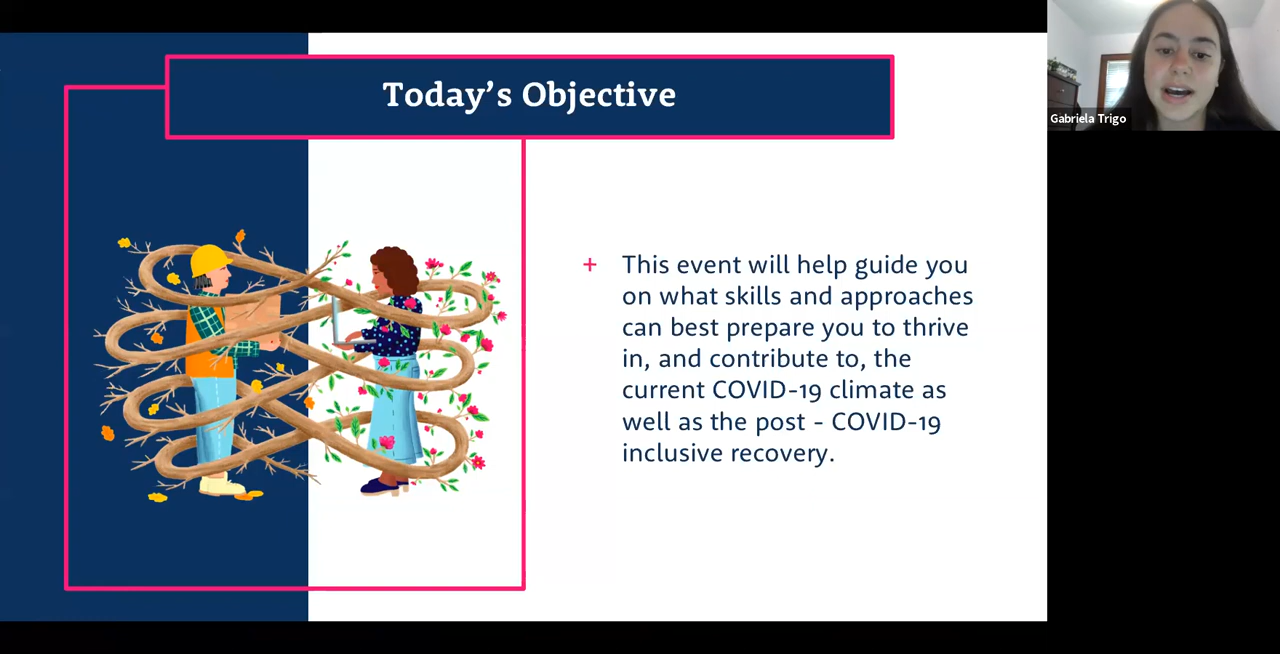 Today’s Objective
Gabriela Trigo
+ This event will help guide you
on what skills and approaches
can best prepare you to thrive
in, and contribute to, the
current COVID-19 climate as
well as the post - COVID-19
inclusive recovery.